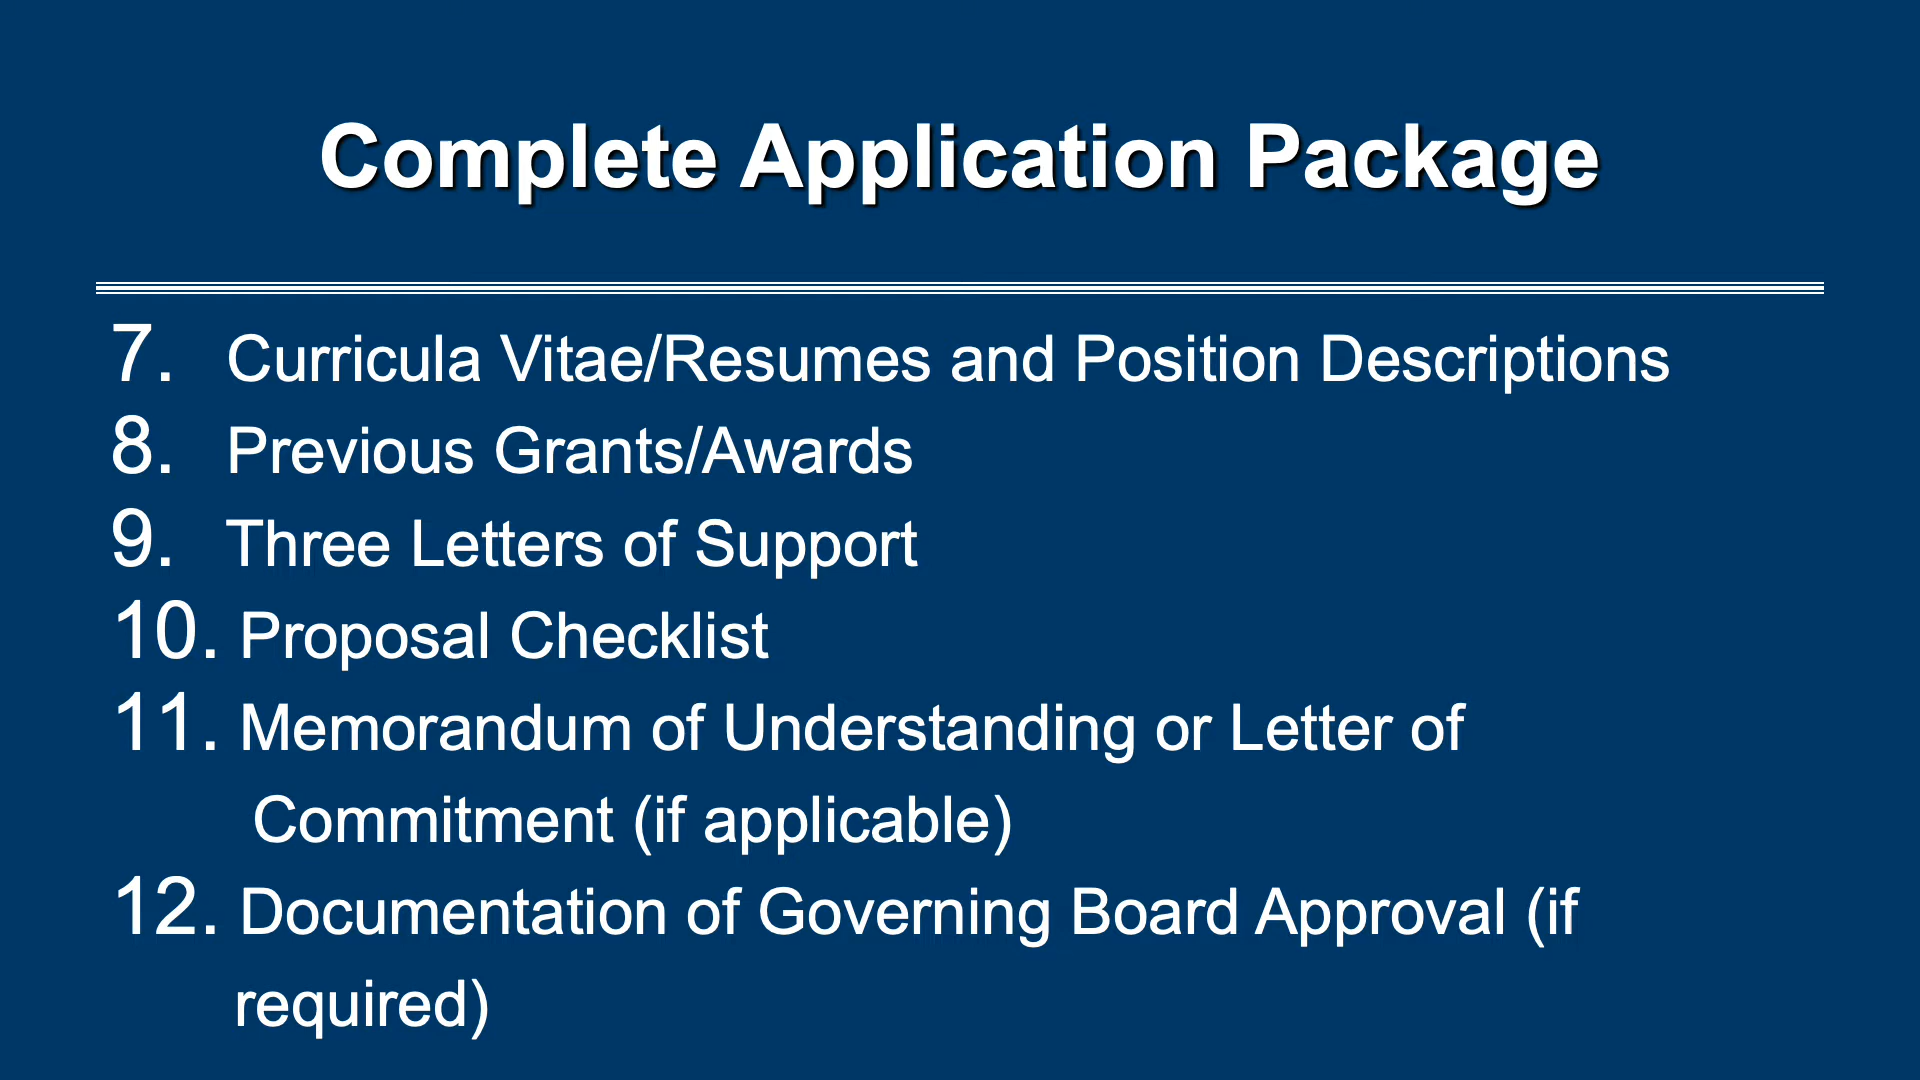 Complete Application Package
7. Curricula Vitae/Resumes and Position Descriptions
8. Previous Grants/Awards
9. Three Letters of Support
10. Proposal Checklist
11. Memorandum of Understanding or Letter of
Commitment (if applicable)
12. Documentation of Governing Board Approval (if
required)